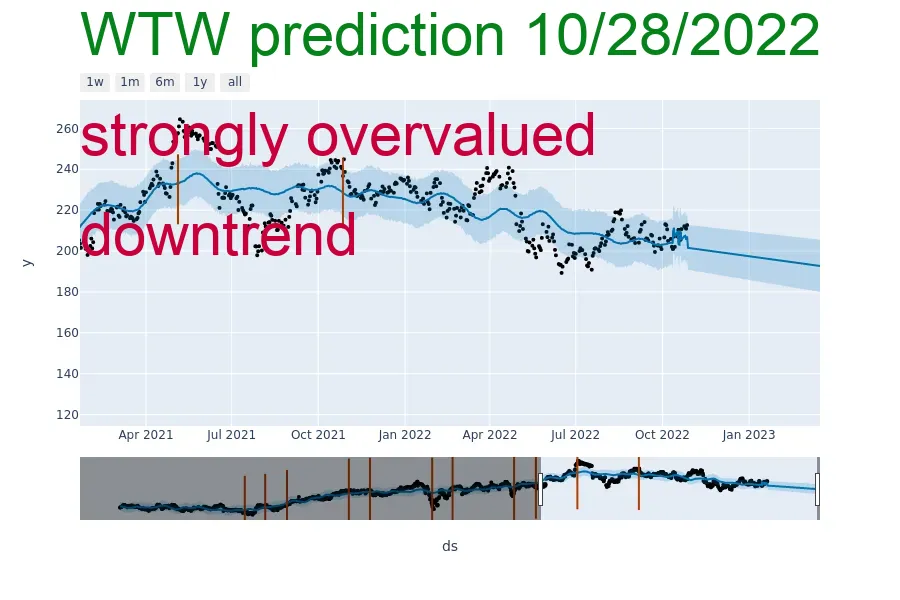 WTW prediction 10/28/2022
1w 1m 6m 1y all
strongly overvalued
downtrend
260
240
220
200
180
160
140
120
y
Apr 2021 Jul 2021 Oct 2021 Jan 2022 Apr 2022 Jul 2022 Oct 2022 Jan 2023
ds